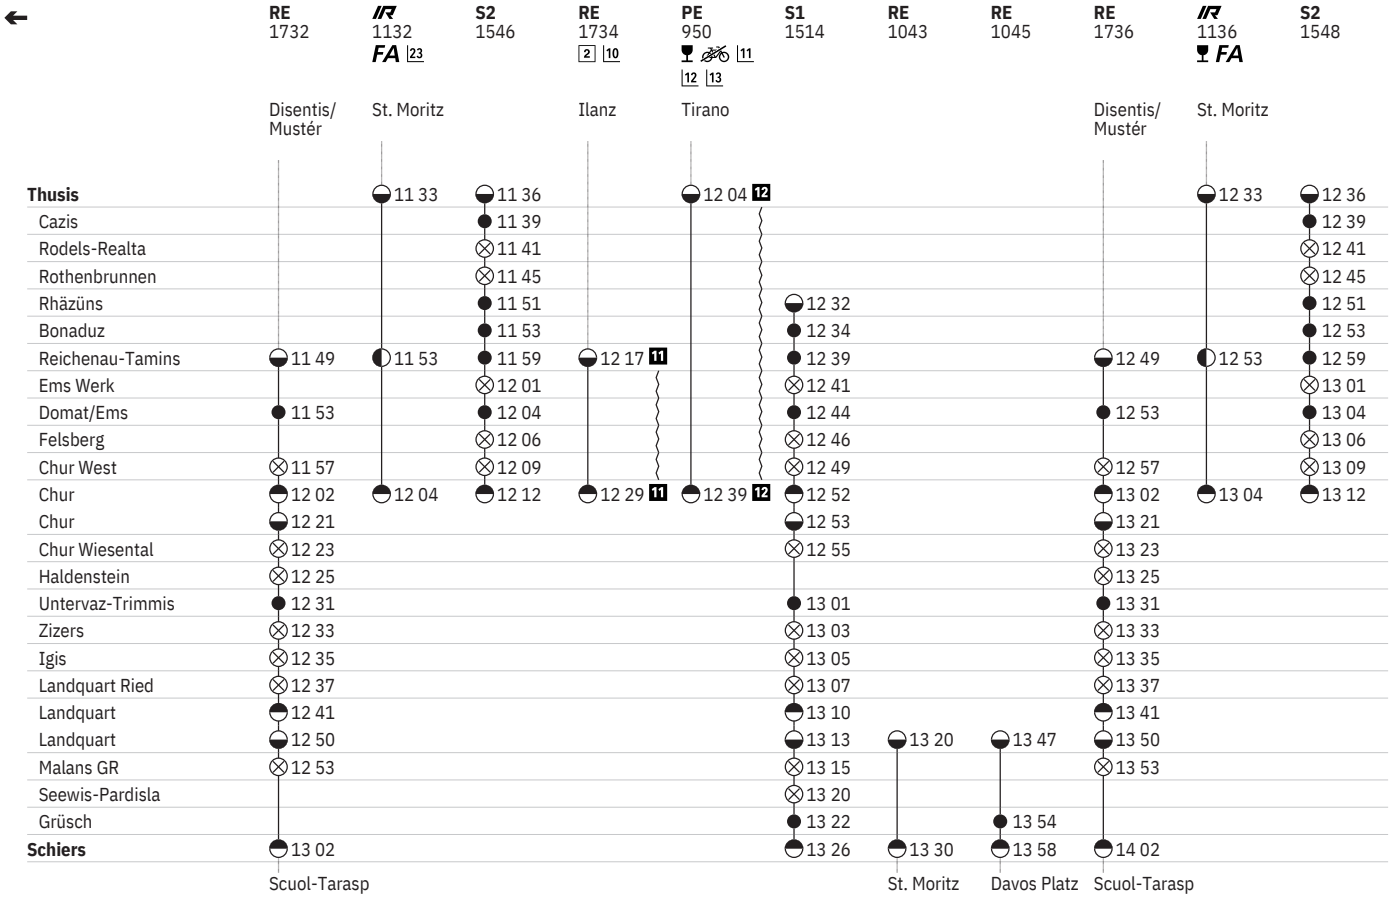 RE IR S2 RE PE S1 RE RE RE IR S2
1732 1132 1546 1734 950 1514 1043 1045 1736 1136 1548
FA 23 2 10 11 FA
12 13
Disentis/ St. Moritz Ilanz Tirano Disentis/ St. Moritz
Mustér Mustér
Thusis 11 33 11 36 12 04 12 12 33 12 36
Cazis 11 39 12 39
Rodels-Realta 11 41 12 41
Rothenbrunnen 11 45 12 45
Rhäzüns 11 51 12 32 12 51
Bonaduz 11 53 12 34 12 53
Reichenau-Tamins 11 49 11 53 11 59 12 17 11 12 39 12 49 12 53 12 59
Ems Werk 12 01 12 41 13 01
Domat/Ems 11 53 12 04 12 44 12 53 13 04
Felsberg 12 06 12 46 13 06
Chur West 11 57 12 09 12 49 12 57 13 09
Chur 12 02 12 04 12 12 12 29 11 12 39 12 12 52 13 02 13 04 13 12
Chur 12 21 12 53 13 21
Chur Wiesental 12 23 12 55 13 23
Haldenstein 12 25 13 25
Untervaz-Trimmis 12 31 13 01 13 31
Zizers 12 33 13 03 13 33
Igis 12 35 13 05 13 35
Landquart Ried 12 37 13 07 13 37
Landquart 12 41 13 10 13 41
Landquart 12 50 13 13 13 20 13 47 13 50
Malans GR 12 53 13 15 13 53
Seewis-Pardisla 13 20
Grüsch 13 22 13 54
Schiers 13 02 13 26 13 30 13 58 14 02
Scuol-Tarasp St. Moritz Davos Platz Scuol-Tarasp